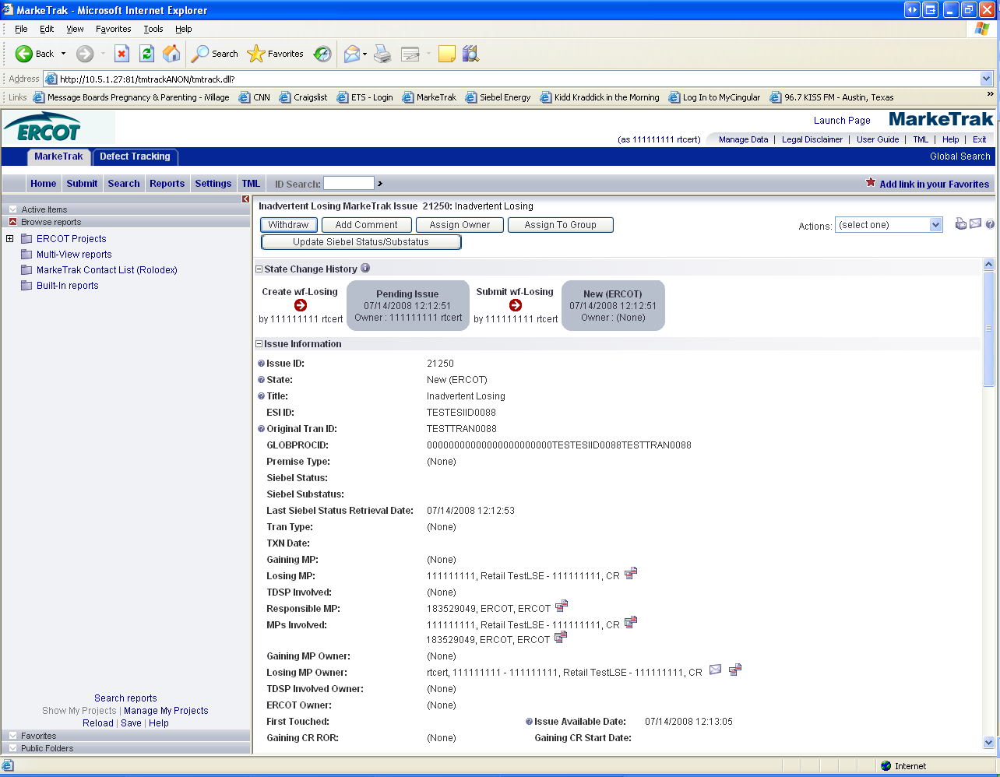 MarkeTrak - Microsoft Internet Explorer
File Edit View Favorites Tools Help
Back Search Favorites
Address http://10.5.1.27:81/tmtrackANON/tmtrack.dll?
Links Message Boards Pregnancy & Parenting - iVillage CNN Craigslist ETS - Login MarkeTrak Siebel Energy Kidd Kraddick in the Morning Log In to MyCingular 96.7 KISS FM - Austin, Texas »
ERCOT Launch Page MarkeTrak
(as 111111111 rtcert) Manage Data | Legal Disclaimer | User Guide | TML | Help | Exit
MarkeTrak Defect Tracking Global Search
Home Submit Search Reports Settings TML ID Search: Add link in your Favorites
Active Items
Browse reports
ERCOT Projects
Multi-View reports
MarkeTrak Contact List (Rolodex)
Built-In reports
Search reports
Show My Projects | Manage My Projects
Reload | Save | Help
Favorites
Public Folders
Inadvertent Losing MarkeTrak Issue 21250: Inadvertent Losing
Withdraw Add Comment Assign Owner Assign To Group
Update Siebel Status/Substatus
Actions: (select one)
State Change History
Create wf-Losing
by 111111111 rtcert
Pending Issue
07/14/2008 12:12:51
Owner : 111111111 rtcert
Submit wf-Losing
by 111111111 rtcert
New (ERCOT)
07/14/2008 12:12:51
Owner : (None)
Issue Information
Issue ID: 21250
State: New (ERCOT)
Title: Inadvertent Losing
ESI ID: TESTESIID0088
Original Tran ID: TESTTRAN0088
GLOBPROCID: 00000000000000000000000TESTESIID0088TESTTRAN0088
Premise Type: (None)
Siebel Status:
Siebel Substatus:
Last Siebel Status Retrieval Date: 07/14/2008 12:12:53
Tran Type: (None)
TXN Date:
Gaining MP: (None)
Losing MP: 111111111, Retail TestLSE - 111111111, CR
TDSP Involved: (None)
Responsible MP: 183529049, ERCOT, ERCOT
MPs Involved: 111111111, Retail TestLSE - 111111111, CR
183529049, ERCOT, ERCOT
Gaining MP Owner: (None)
Losing MP Owner: rtcert, 111111111 - 111111111, Retail TestLSE - 111111111, CR
TDSP Involved Owner: (None)
ERCOT Owner: (None)
First Touched: Issue Available Date: 07/14/2008 12:13:05
Gaining CR ROR: (None) Gaining CR Start Date:
Internet